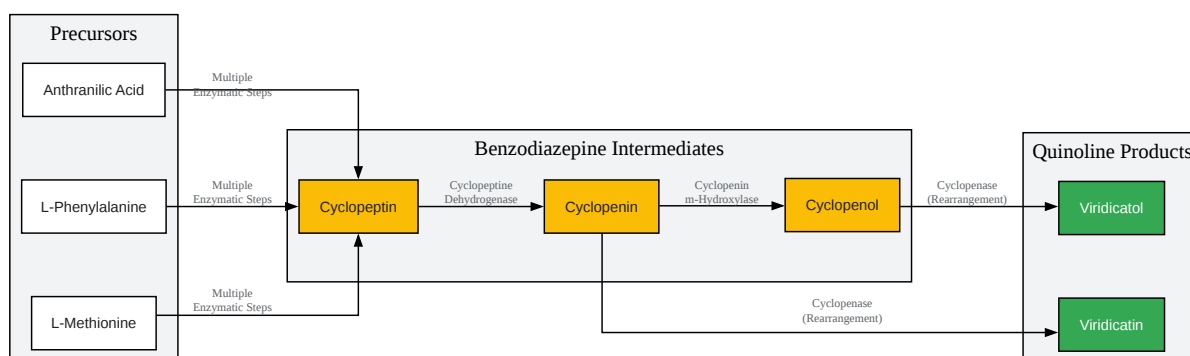 Precursors
Anthranilic Acid
Multiple
Enzymatic Steps
L-Phenylalanine
Multiple
Enzymatic Steps
L-Methionine
Multiple
Enzymatic Steps
Benzodiazepine Intermediates
Cyclopeptin
Cyclopeptine
Dehydrogenase
Cyclopenin
Cyclopenin
m-Hydroxylase
Cyclopenol
Cyclopenase
(Rearrangement)
Cyclopenase
(Rearrangement)
Quinoline Products
Viridicatol
Viridicatin